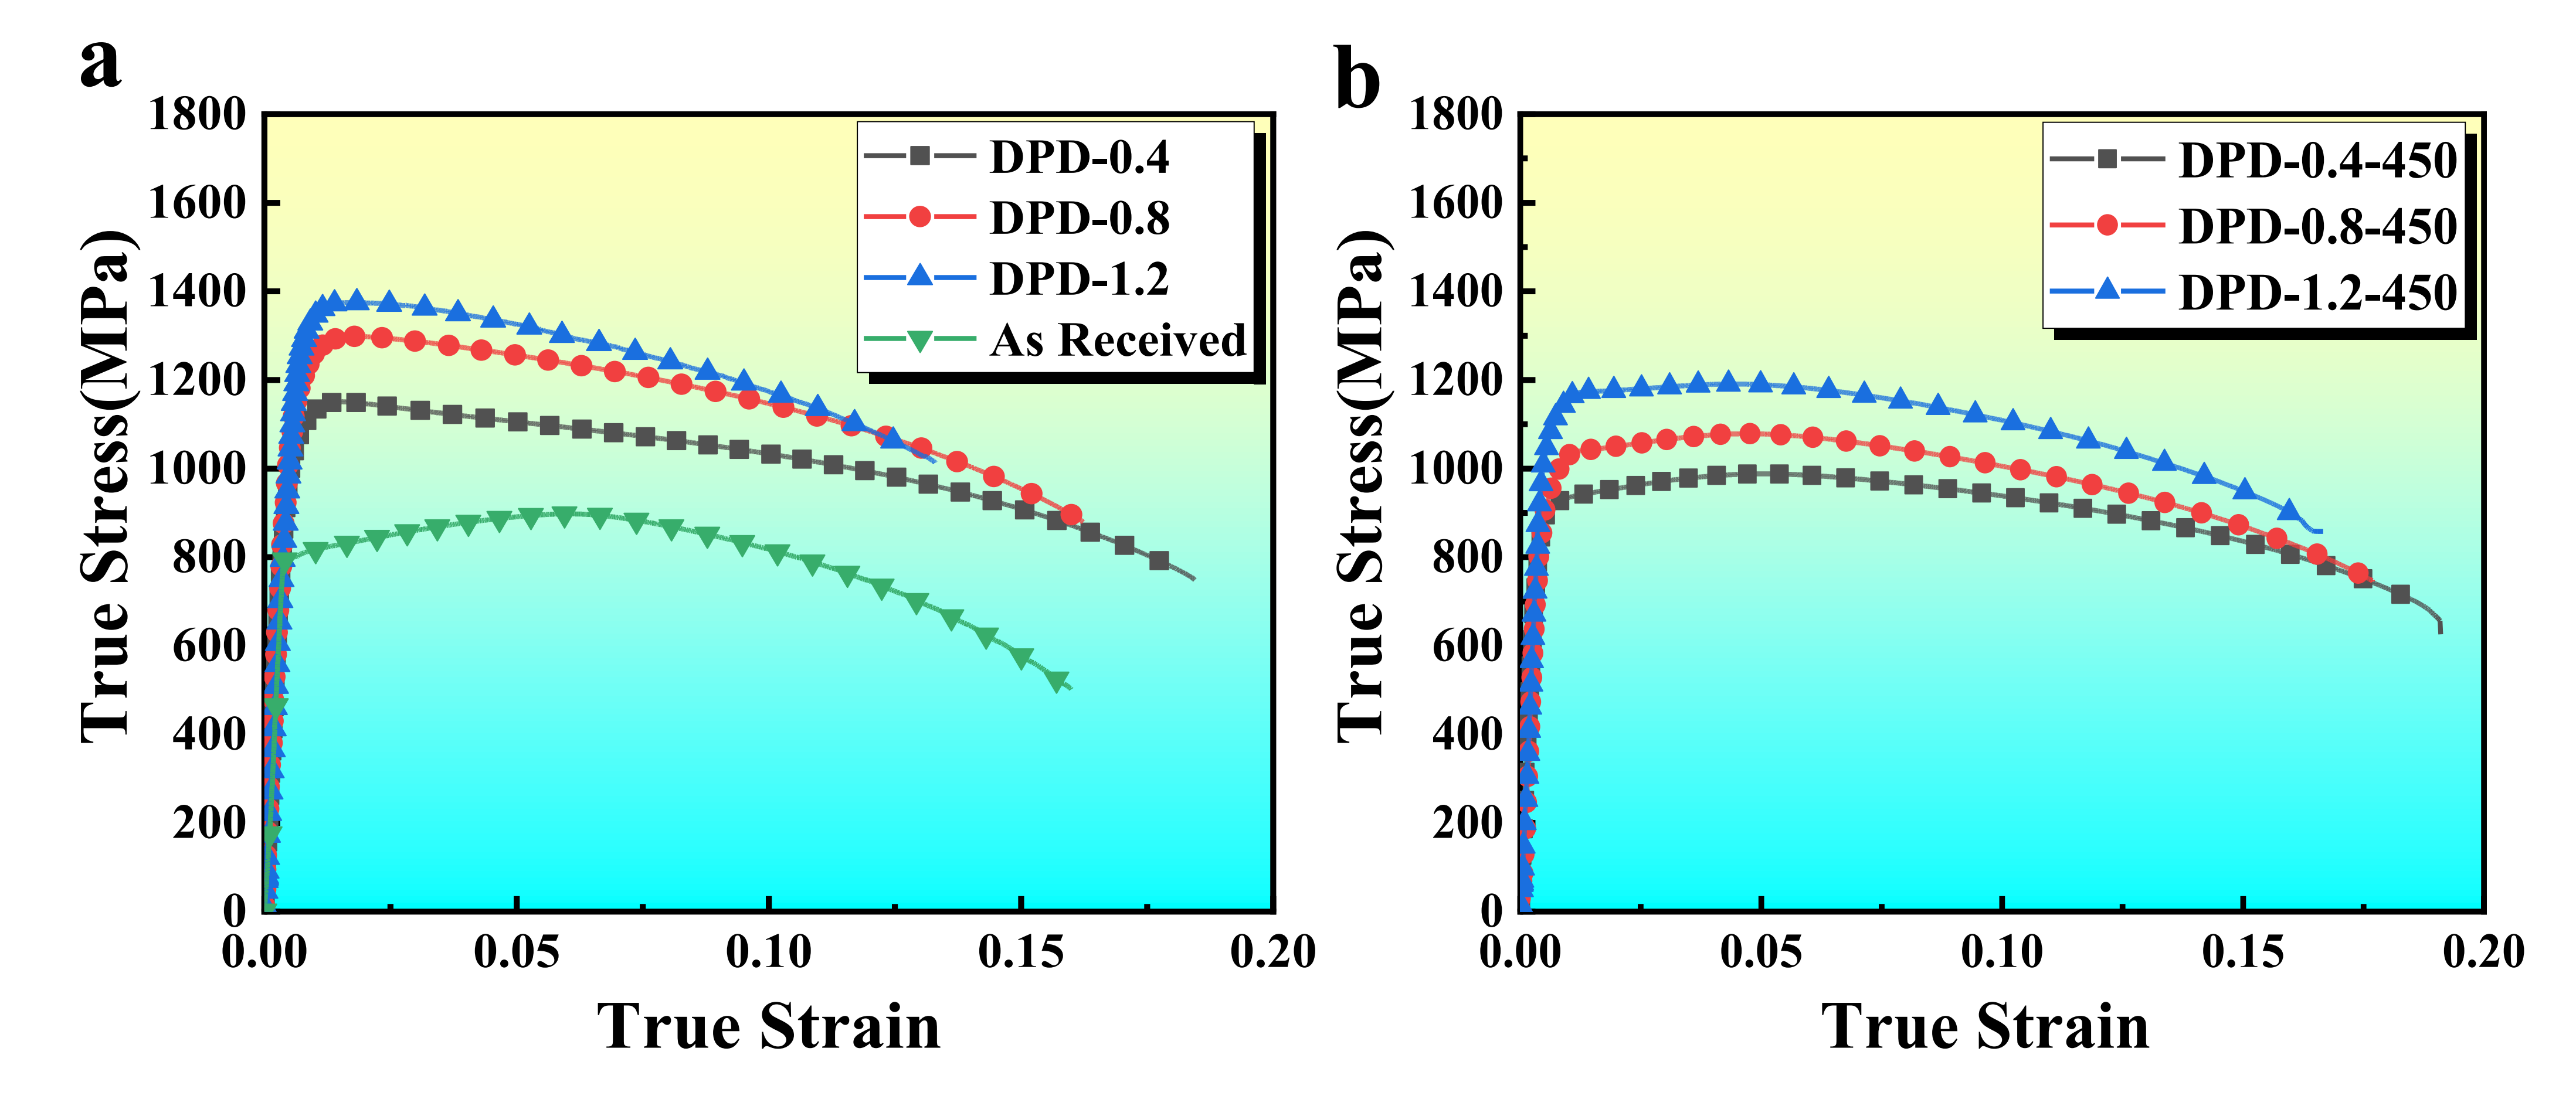 a
1800
1600
1400
1200
1000
800
600
400
200
0
True Stress(MPa)
DPD-0.4
DPD-0.8
DPD-1.2
As Received
0.00 0.05 0.10 0.15 0.20
True Strain
b
1800
1600
1400
1200
1000
800
600
400
200
0
True Stress(MPa)
DPD-0.4-450
DPD-0.8-450
DPD-1.2-450
0.00 0.05 0.10 0.15 0.20
True Strain